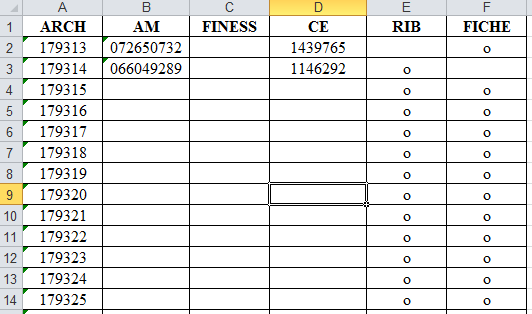 A B C D E F
1 ARCH AM FINESS CE RIB FICHE
2 179313 072650732 1439765 o
3 179314 066049289 1146292 o
4 179315 o o
5 179316 o o
6 179317 o o
7 179318 o o
8 179319 o o
9 179320 o o
10 179321 o o
11 179322 o o
12 179323 o o
13 179324 o o
14 179325 o o